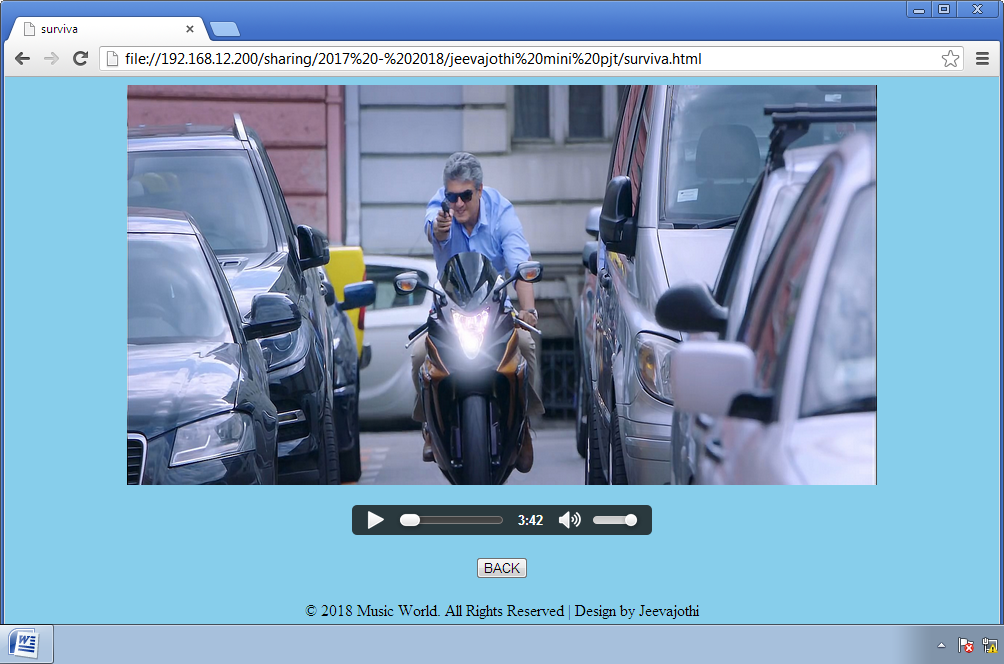 surviva
file://192.168.12.200/sharing/2017%20-%202018/jeevajothi%20mini%20pjt/surviva.html
3:42
BACK
© 2018 Music World. All Rights Reserved | Design by Jeevajothi